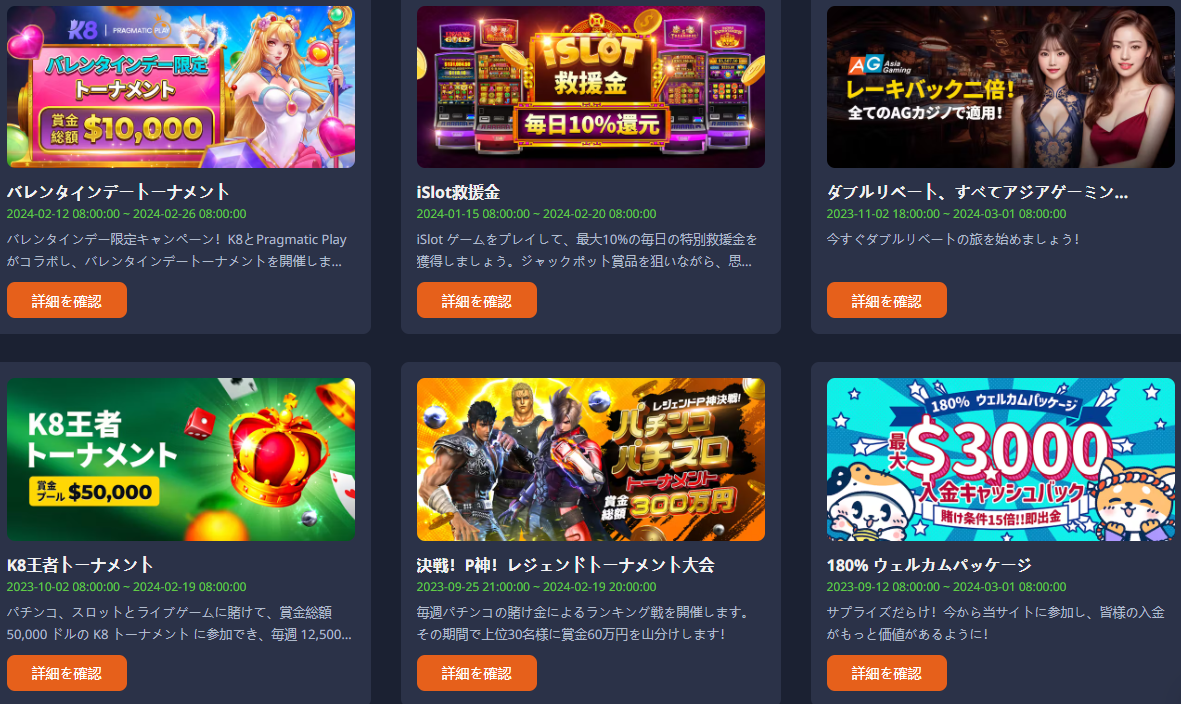 K8 | PRAGMATIC PLAY
バレンタインデー限定
トーナメント
賞金
総額 $10,000
バレンタインデートーナメント
2024-02-12 08:00:00 ~ 2024-02-26 08:00:00
バレンタインデー限定キャンペーン！K8とPragmatic Play
がコラボし、バレンタインデートーナメントを開催しま...
詳細を確認
iSLOT
救援金
毎日10%還元
iSlot救援金
2024-01-15 08:00:00 ~ 2024-02-20 08:00:00
iSlot ゲームをプレイして、最大10%の毎日の特別救援金を
獲得しましょう。ジャックポット賞品を狙いながら、思...
詳細を確認
AG Asia Gaming
レーキバック二倍！
全てのAGカジノで適用！
ダブルリベート、すべてアジアゲーミン...
2023-11-02 18:00:00 ~ 2024-03-01 08:00:00
今すぐダブルリベートの旅を始めましょう！
詳細を確認
K8王者
トーナメント
賞金
プール $50,000
K8王者トーナメント
2023-10-02 08:00:00 ~ 2024-02-19 08:00:00
パチンコ、スロットとライブゲームに賭けて、賞金総額
50,000 ドルの K8 トーナメント に参加でき、毎週 12,500...
詳細を確認
レジェンドP神決戦！
パチンコ
パチスロ
トーナメント
賞金
総額 300万円
決戦！P神！レジェンドトーナメント大会
2023-09-25 21:00:00 ~ 2024-02-19 20:00:00
毎週パチンコの賭け金によるランキング戦を開催します。
その期間で上位30名様に賞金60万円を山分けします！
詳細を確認
180% ウェルカムパッケージ
最大 $3000
入金キャッシュバック
賭け条件15倍!!即出金
180% ウェルカムパッケージ
2023-09-12 08:00:00 ~ 2024-03-01 08:00:00
サプライズだらけ！今から当サイトに参加し、皆様の入金
がもっと価値があるように！
詳細を確認